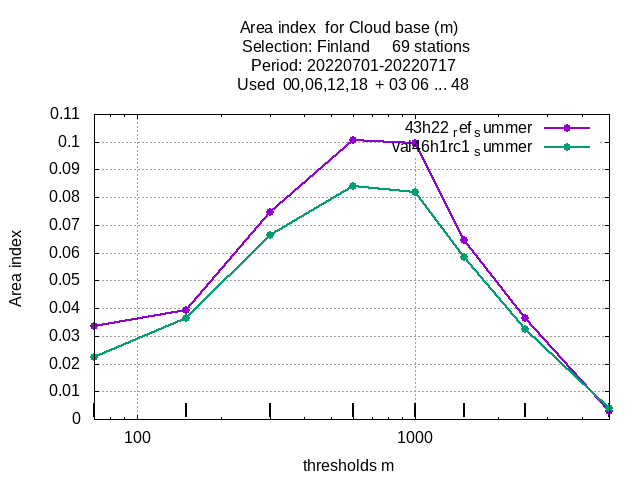 Area index  for Cloud base (m)
Selection: Finland     69 stations
Period: 20220701-20220717
Used  00,06,12,18  + 03 06 ... 48
0.11
0.1
0.09
0.08
0.07
0.06
0.05
0.04
0.03
0.02
0.01
0
Area index
43h22 ref summer
val46h1rc1 summer
100
1000
thresholds m